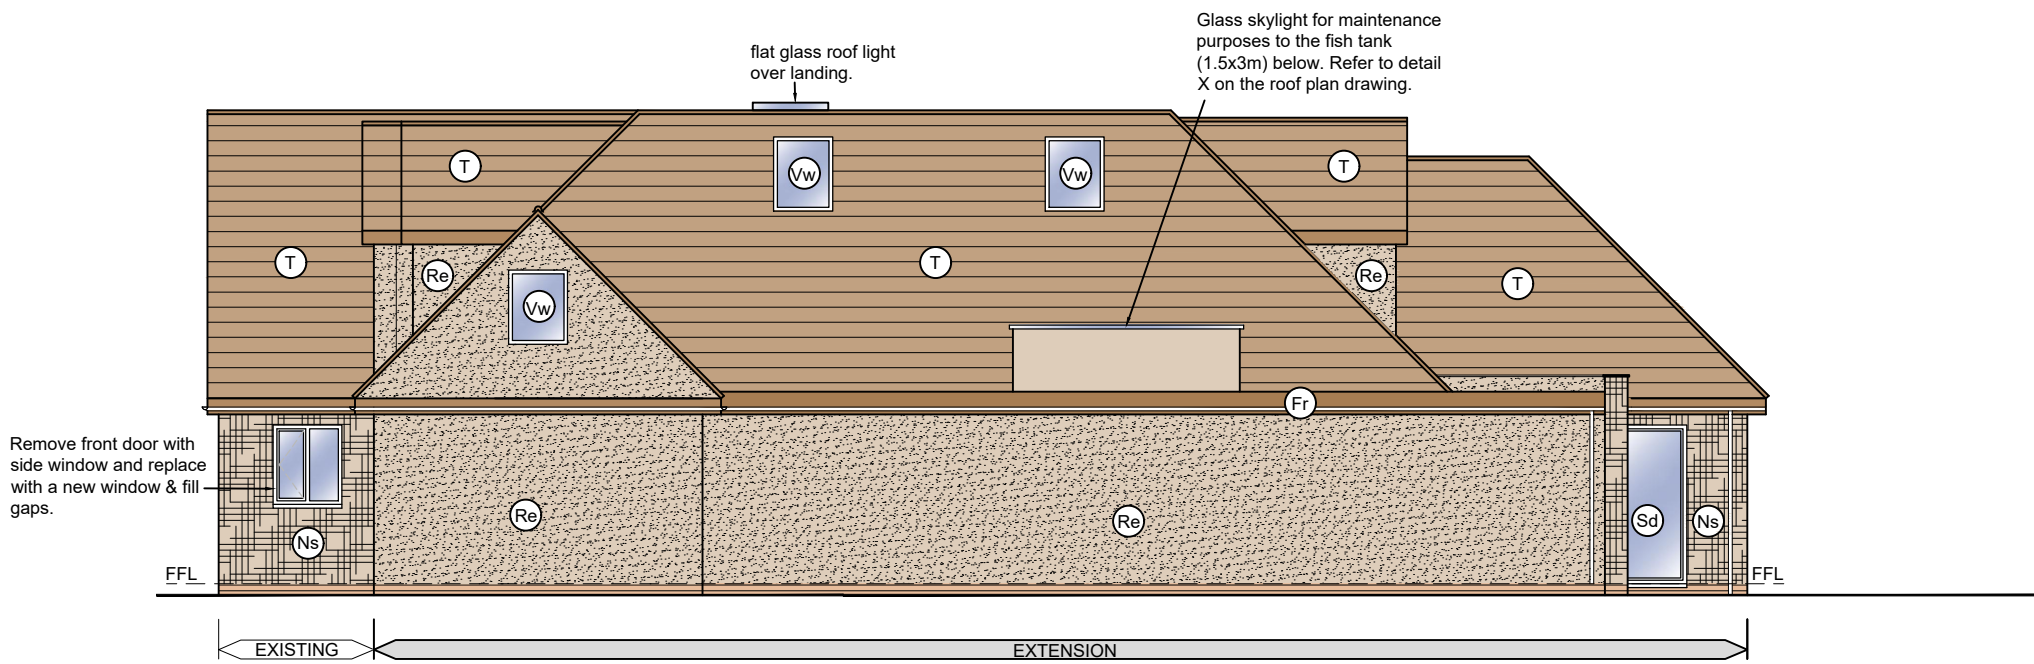 Glass skylight for maintenance
purposes to the fish tank
(1.5x3m) below. Refer to detail
X on the roof plan drawing.
flat glass roof light
over landing.
T
Vw
Vw
T
T
Re
T
Re
T
Vw
Fr
Remove front door with
side window and replace
with a new window & fill
gaps.
Ns
Re
Re
Sd
Ns
FFL
FFL
EXISTING
EXTENSION